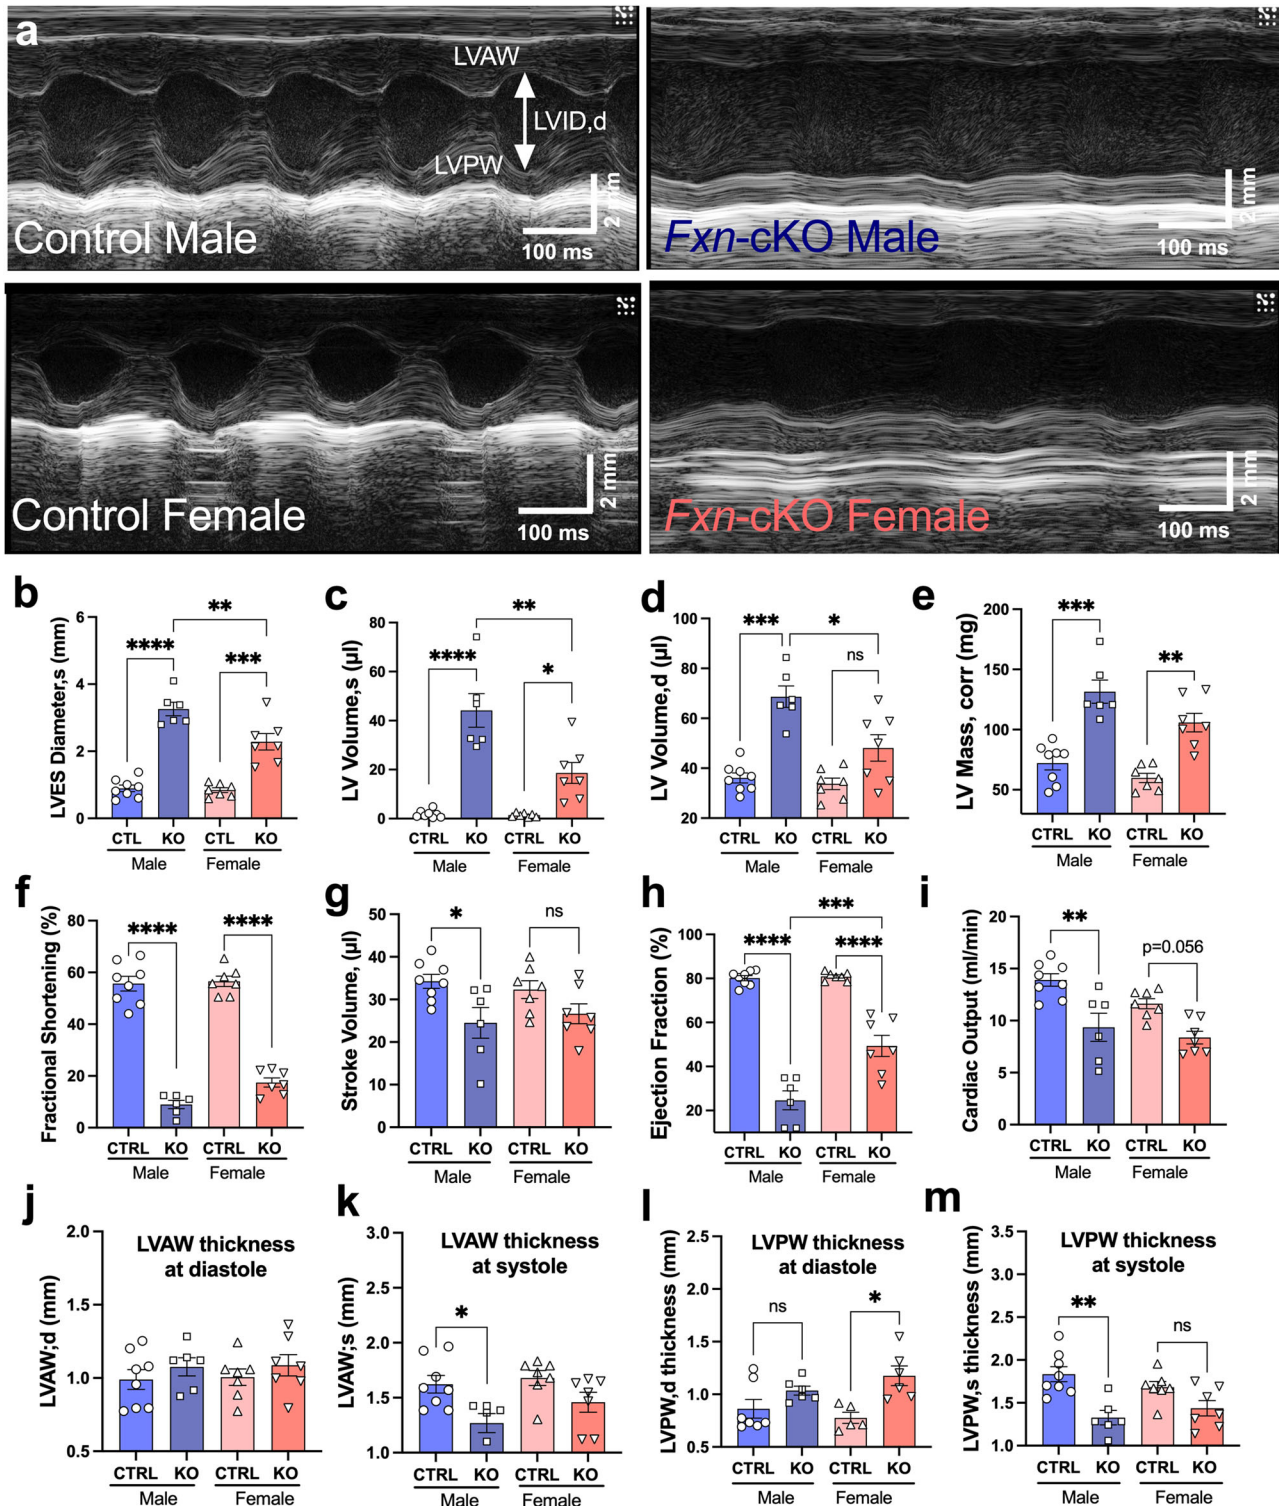 a
LVAW
LVID,d
LVPW
2 mm
100 ms
Control Male
2 mm
100 ms
Fxn-cKO Male
2 mm
100 ms
Control Female
2 mm
100 ms
Fxn-cKO Female
b
LVES Diameter,s (mm)
6
4
2
0
**
**** ***
CTL KO CTL KO
Male Female
c
LV Volume,s (µl)
80
60
40
20
0
**
**** *
CTRL KO CTRL KO
Male Female
d
LV Volume,d (µl)
100
80
60
40
20
*** *
ns
CTRL KO CTRL KO
Male Female
e
LV Mass, corr (mg)
200
150
100
50
***
**
CTRL KO CTRL KO
Male Female
f
Fractional Shortening (%)
80
60
40
20
0
**** ****
CTRL KO CTRL KO
Male Female
g
Stroke Volume, (µl)
50
40
30
20
10
0
* ns
CTRL KO CTRL KO
Male Female
h
Ejection Fraction (%)
100
80
60
40
20
***
**** ****
CTRL KO CTRL KO
Male Female
i
Cardiac Output (ml/min)
20
15
10
5
0
**
p=0.056
CTRL KO CTRL KO
Male Female
j
LVAW thickness
at diastole
LVAW;d (mm)
2.0
1.5
1.0
0.5
CTRL KO CTRL KO
Male Female
k
LVAW thickness
at systole
LVAW;s (mm)
3.0
2.5
2.0
1.5
1.0
*
CTRL KO CTRL KO
Male Female
l
LVPW thickness
at diastole
LVPW,d thickness (mm)
2.5
2.0
1.5
1.0
0.5
ns *
CTRL KO CTRL KO
Male Female
m
LVPW thickness
at systole
LVPW,s thickness (mm)
3.5
3.0
2.5
2.0
1.5
1.0
**
ns
CTRL KO CTRL KO
Male Female